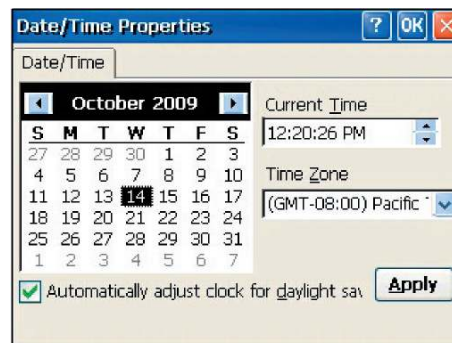 Date/Time Properties ? OK ×
Date/Time
October 2009
S M T W T F S
27 28 29 30 1 2 3
4 5 6 7 8 9 10
11 12 13 14 15 16 17
18 19 20 21 22 23 24
25 26 27 28 29 30 31
1 2 3 4 5 6 7
Current Time
12:20:26 PM
Time Zone
(GMT-08:00) Pacific
Automatically adjust clock for daylight sav
Apply